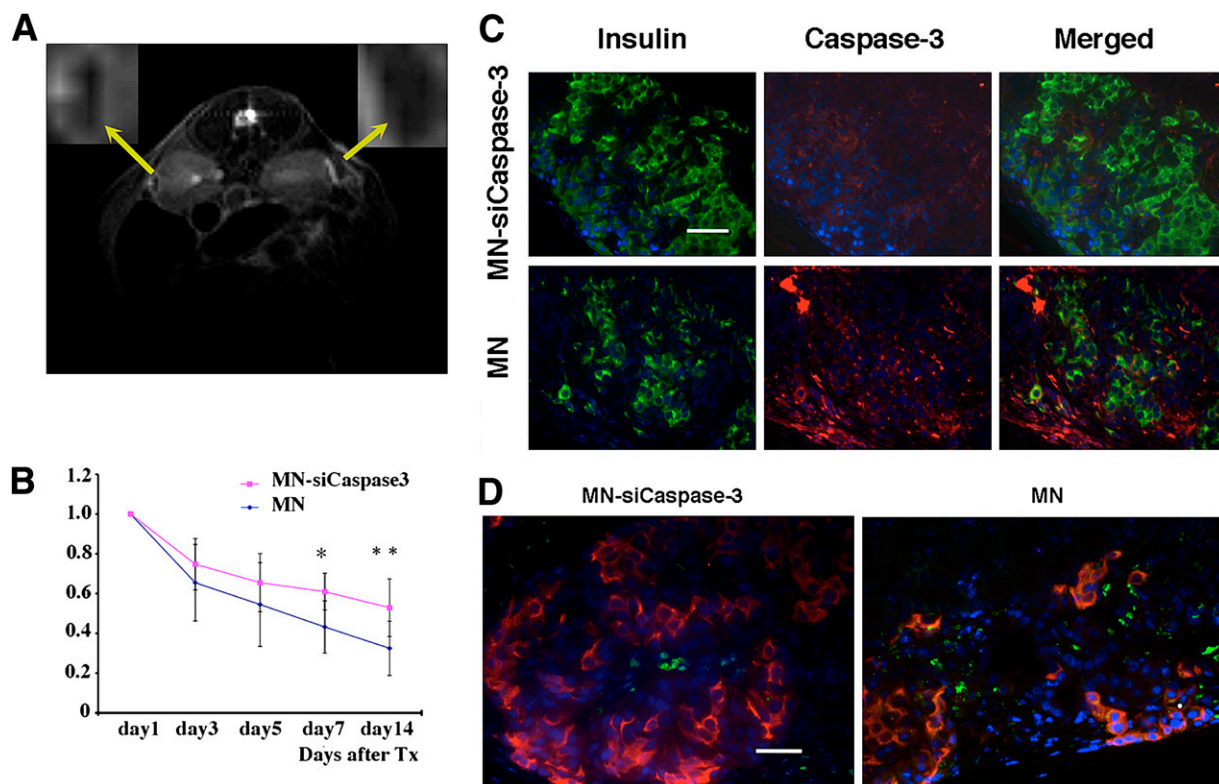 A
B
1.2
1.0
0.8
0.6
0.4
0.2
0
MN-siCaspase3
MN
*
* *
day1 day3 day5 day7 day14
Days after Tx
C
Insulin Caspase-3 Merged
MN-siCaspase-3
MN
D
MN-siCaspase-3 MN